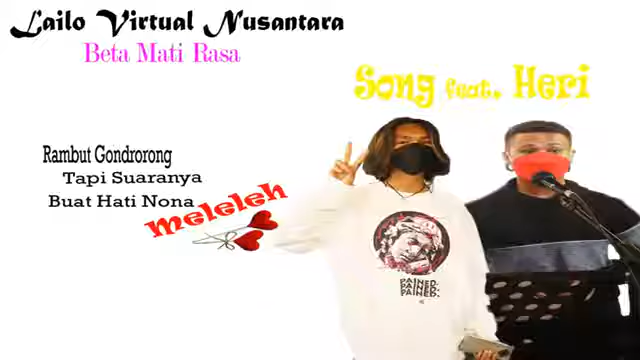 Lailo Virtual Nusantara
Beta Mati Rasa
Song feat. Heri
Rambut Gondrorong
Tapi Suaranya
Buat Hati Nona
meleleh
PAINED.
PAINED.
PAINED.